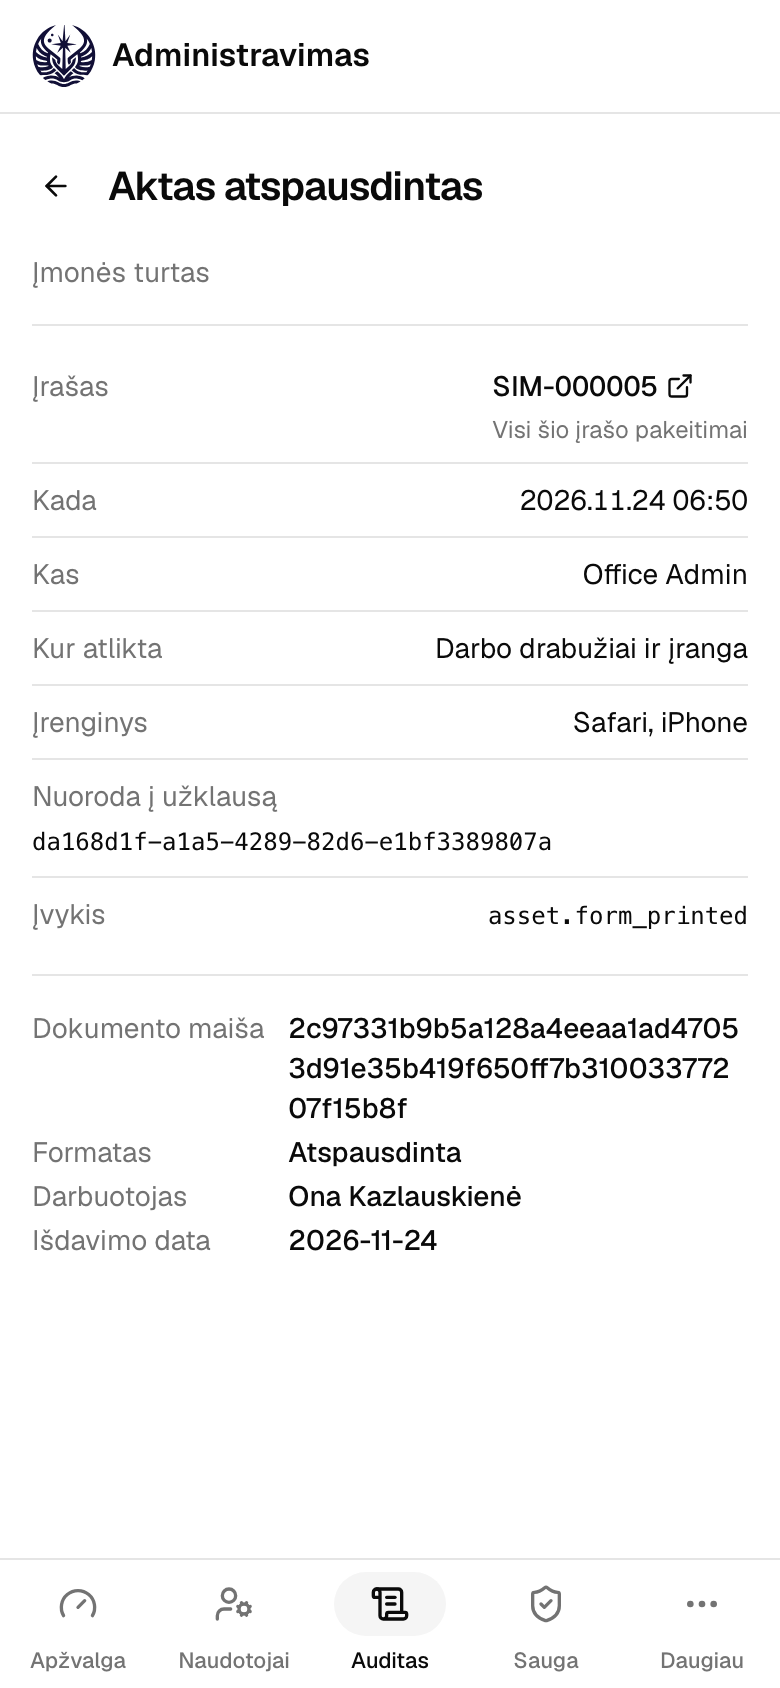 Administravimas
Aktas atspausdintas
Įmonės turtas
Įrašas
SIM-000005
Visi šio įrašo pakeitimai
Kada
2026.11.24 06:50
Kas
Office Admin
Kur atlikta
Darbo drabužiai ir įranga
Įrenginys
Safari, iPhone
Nuoroda į užklausą
da168d1f-a1a5-4289-82d6-e1bf3389807a
Įvykis
asset.form_printed
Dokumento maiša
2c97331b9b5a128a4eeaa1ad4705
3d91e35b419f650ff7b310033772
07f15b8f
Formatas
Atspausdinta
Darbuotojas
Ona Kazlauskienė
Išdavimo data
2026-11-24
Apžvalga
Naudotojai
Auditas
Sauga
Daugiau